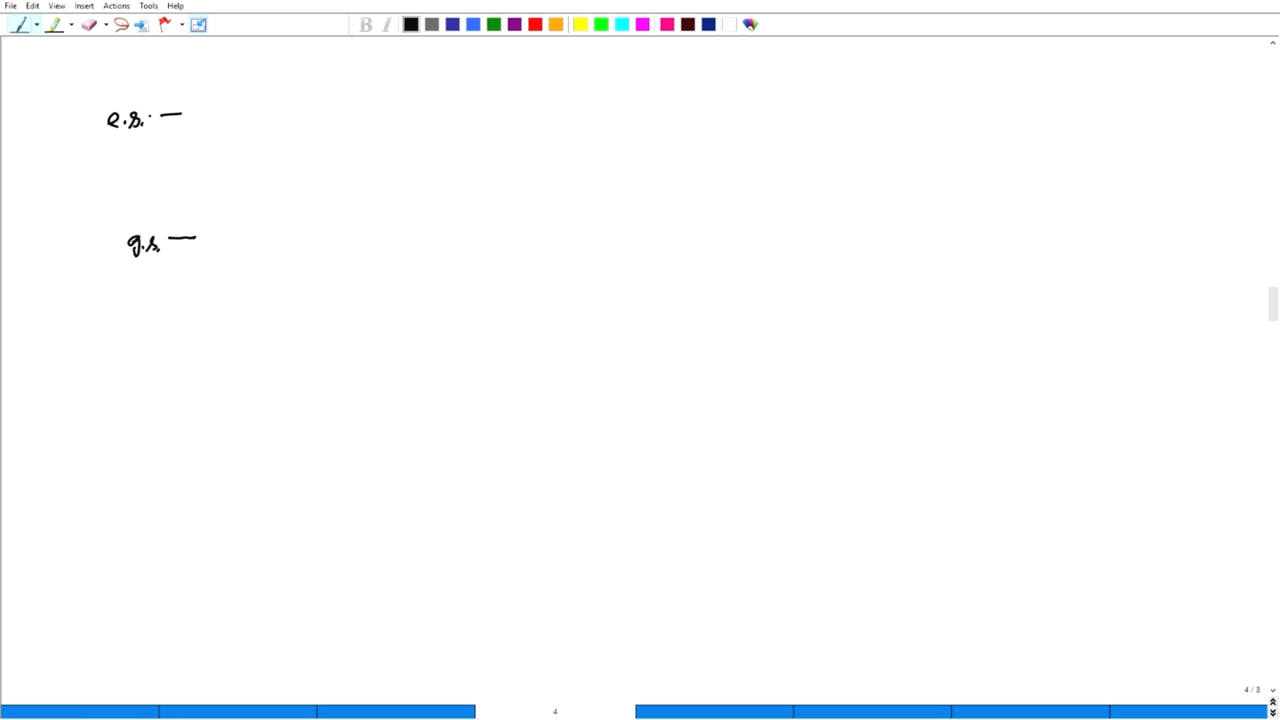 File Edit View Insert Actions Tools Help
B I
e.s. —
g.s. —
4 / 8
4